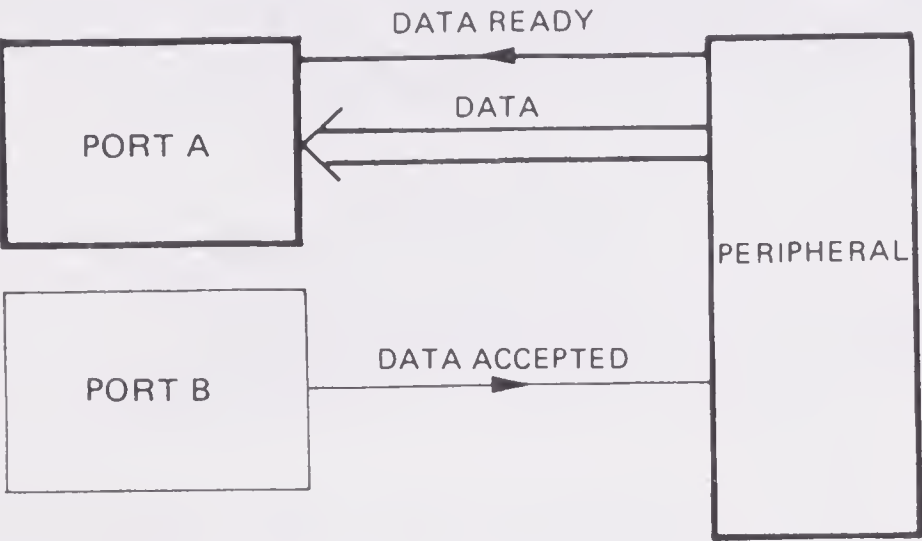 DATA READY
DATA
PORT A
PERIPHERAL
DATA ACCEPTED
PORT B